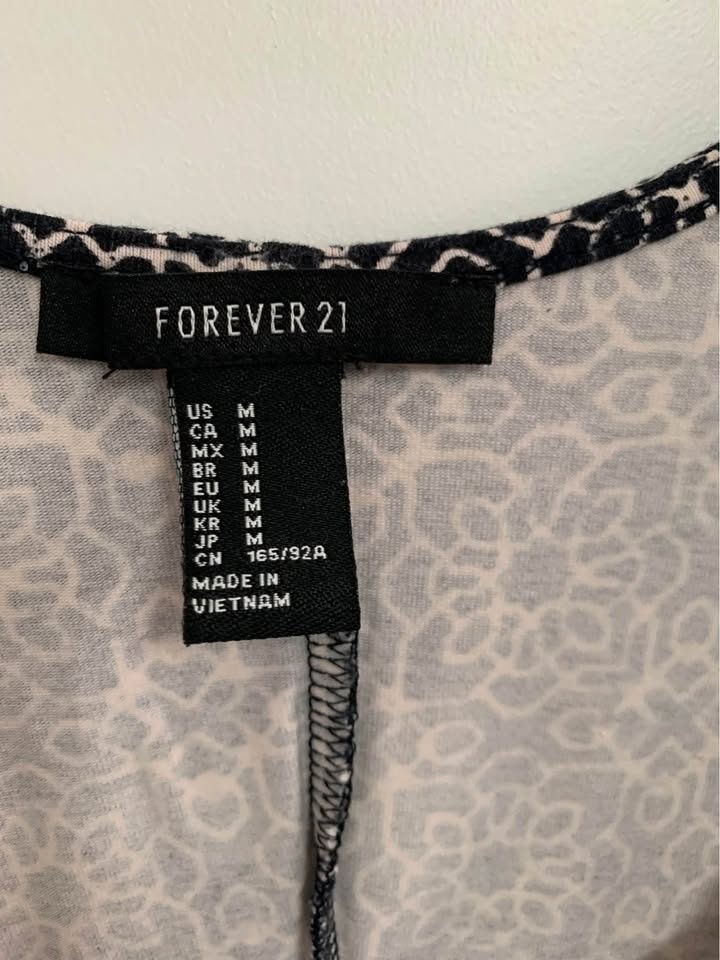 FOREVER 21
US M
CA M
MX M
BR M
EU M
UK M
KR M
JP M
CN 165/92A
MADE IN
VIETNAM